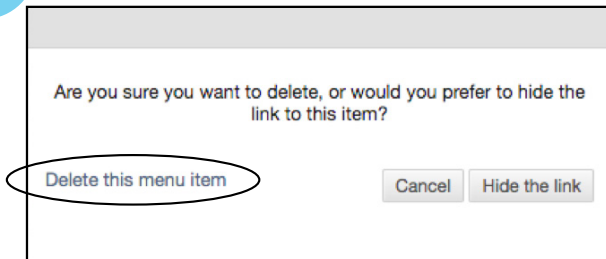 Are you sure you want to delete, or would you prefer to hide the
link to this item?
Delete this menu item
Cancel
Hide the link